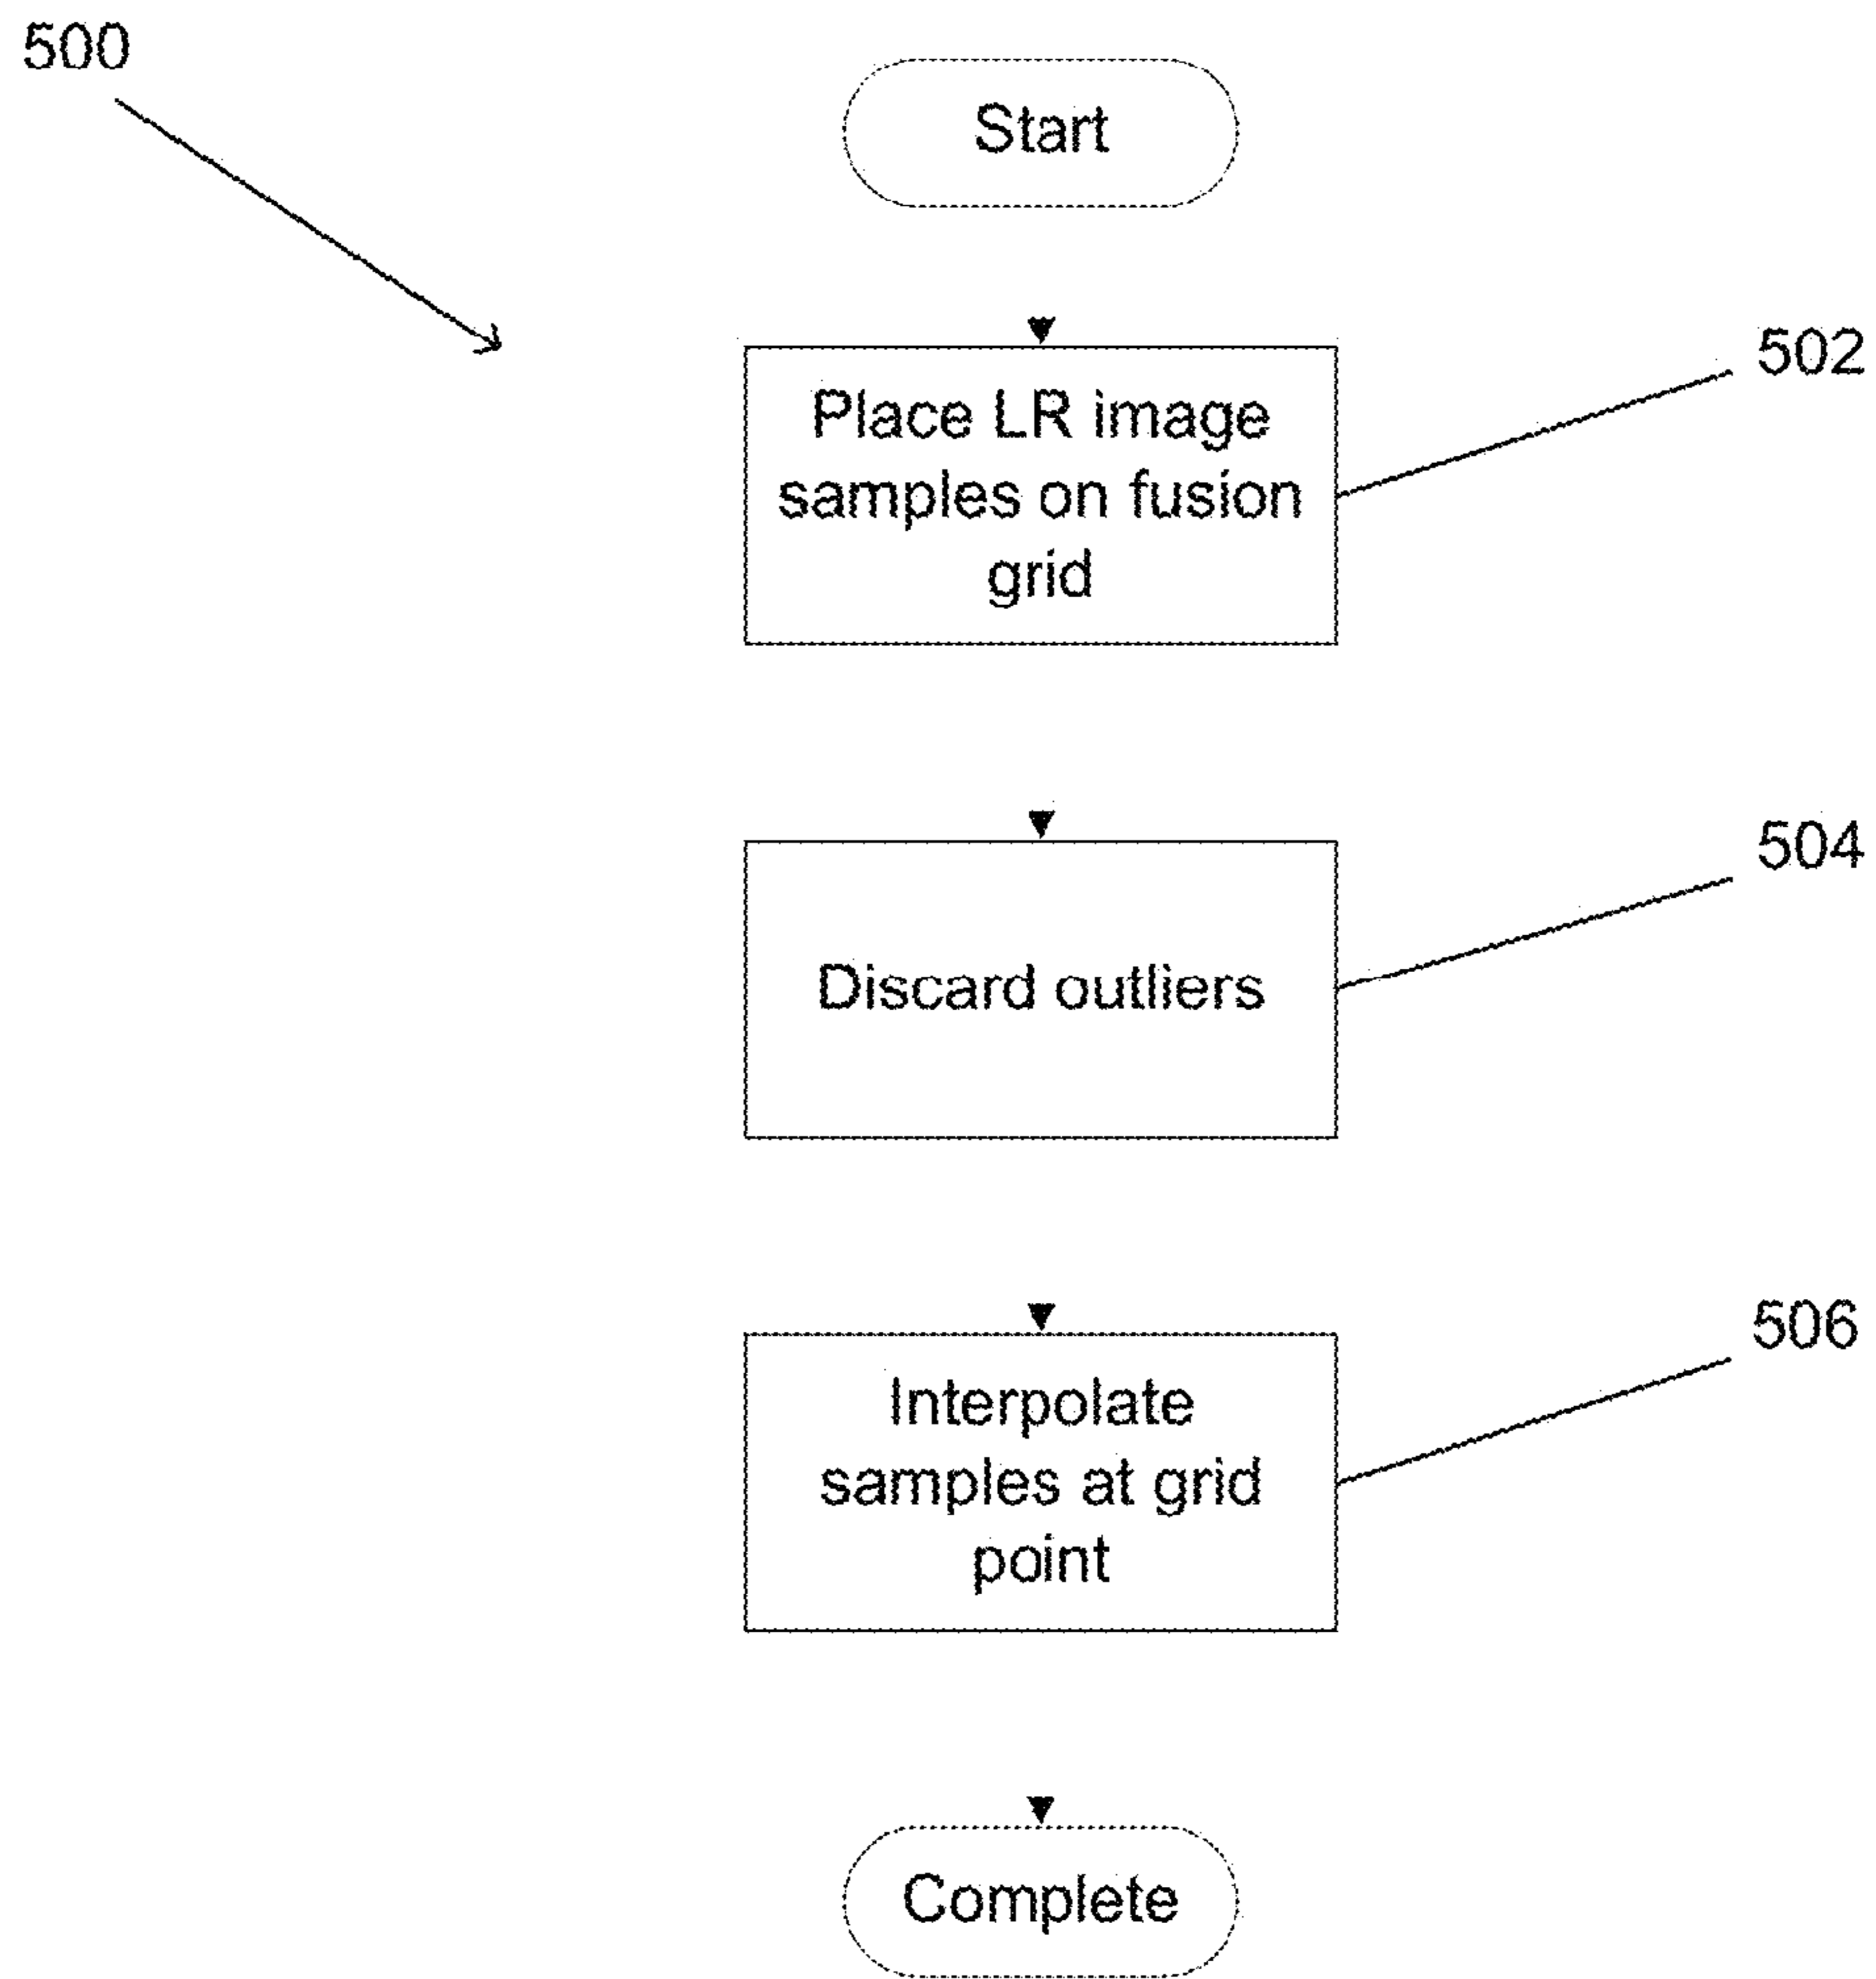 500
Start
502
Place LR image
samples on fusion
grid
504
Discard outliers
506
Interpolate
samples at grid
point
Complete